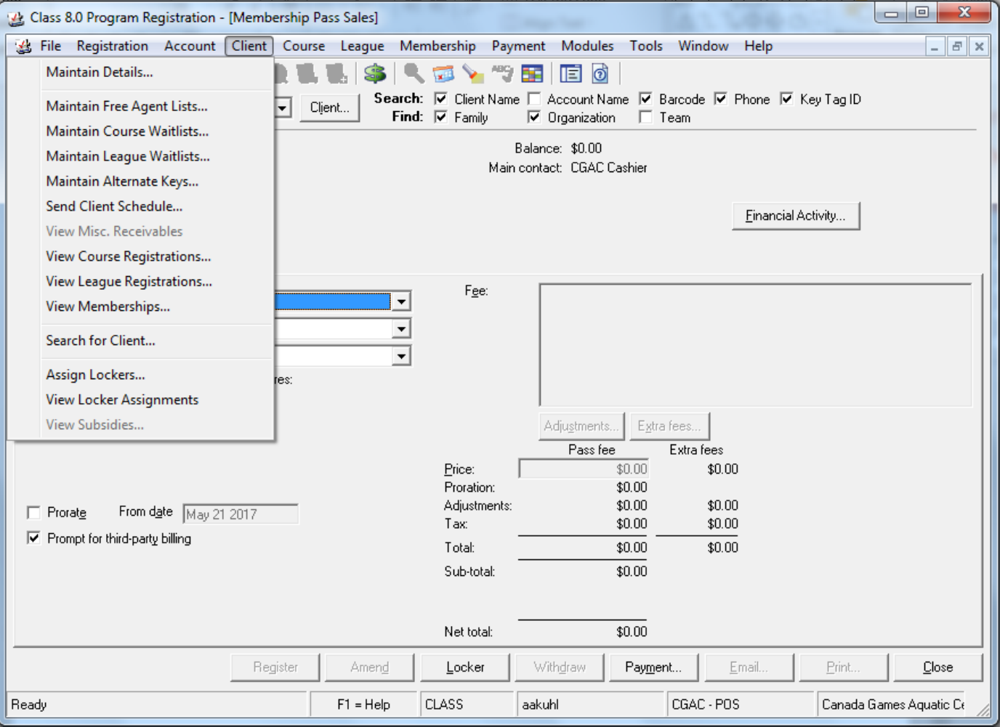 Class 8.0 Program Registration - [Membership Pass Sales]
File Registration Account Client Course League Membership Payment Modules Tools Window Help
Maintain Details...
Maintain Free Agent Lists...
Maintain Course Waitlists...
Maintain League Waitlists...
Maintain Alternate Keys...
Send Client Schedule...
View Misc. Receivables
View Course Registrations...
View League Registrations...
View Memberships...
Search for Client...
Assign Lockers...
View Locker Assignments
View Subsidies...
ABC
Client...
Search: Client Name Account Name Barcode Phone Key Tag ID
Find: Family Organization Team
Balance: $0.00
Main contact: CGAC Cashier
Financial Activity...
Fee:
res:
Adjustments... Extra fees...
Pass fee Extra fees
Price: $0.00 $0.00
Proration: $0.00
Adjustments: $0.00 $0.00
Tax: $0.00 $0.00
Total: $0.00 $0.00
Sub-total: $0.00
Net total: $0.00
Prorate From date May 21 2017
Prompt for third-party billing
Register Amend Locker Withdraw Payment... Email... Print... Close
Ready F1 = Help CLASS aakuhl CGAC - POS Canada Games Aquatic Ce